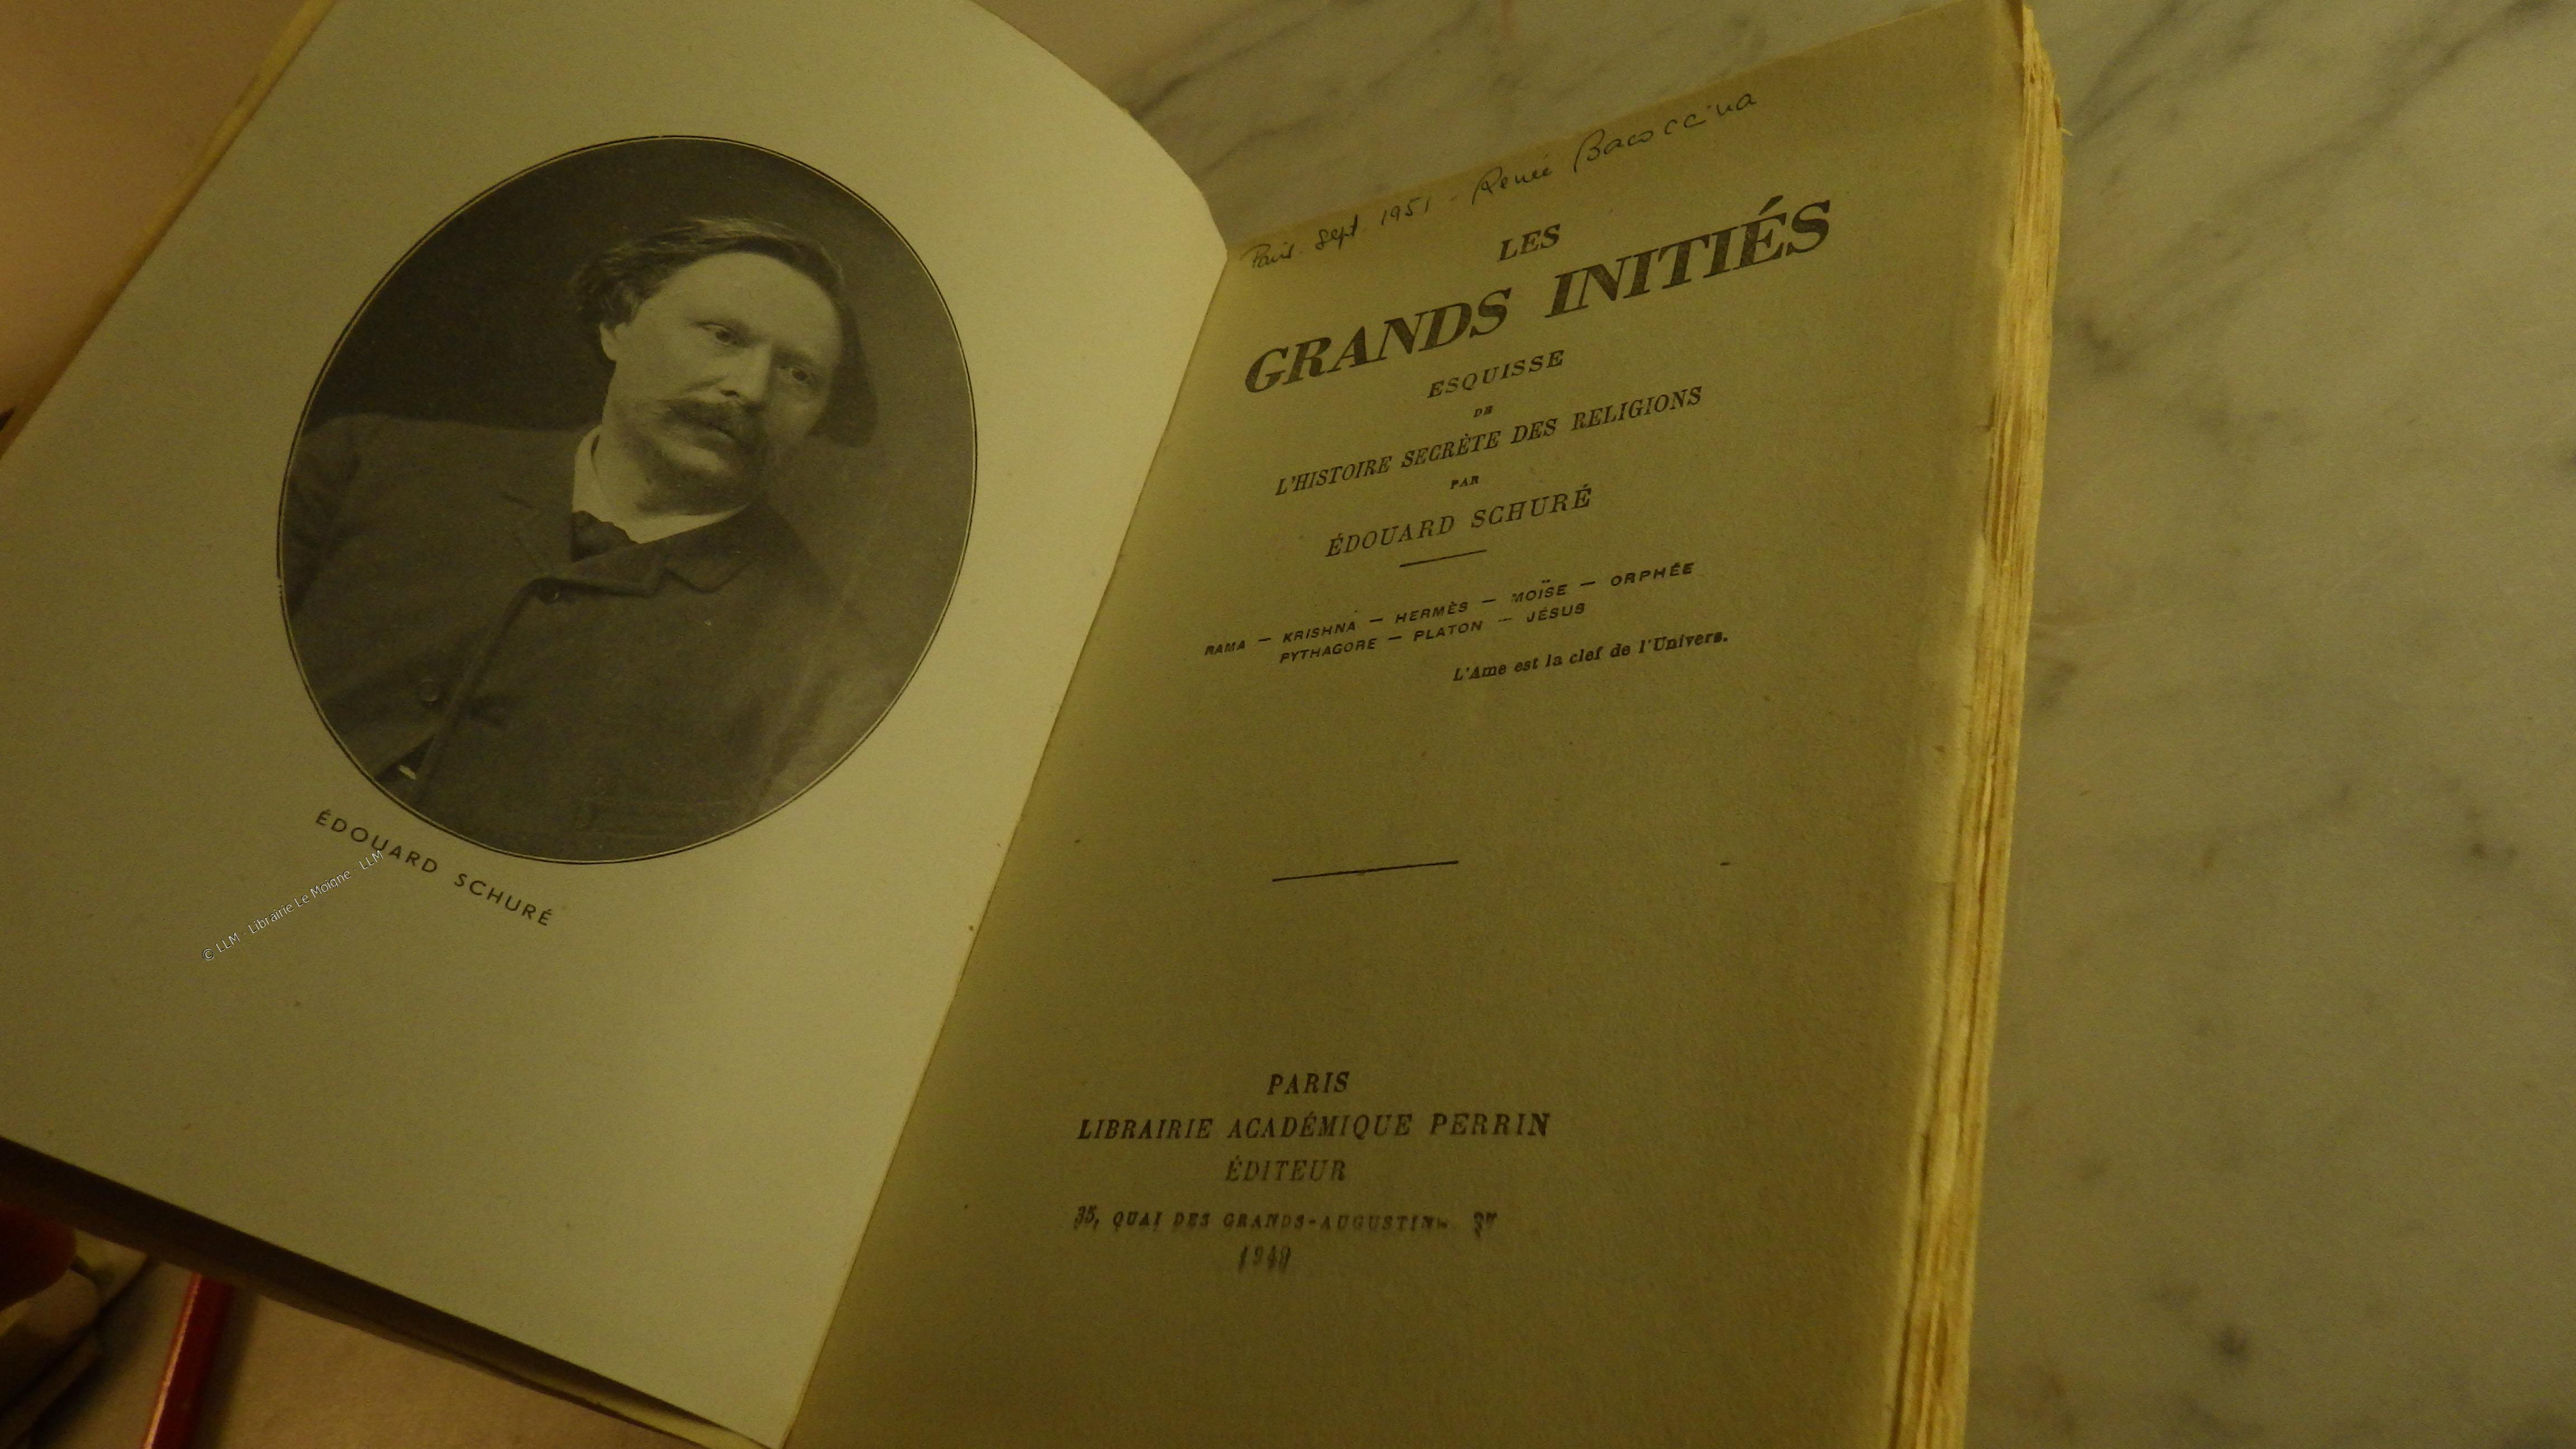 ÉDOUARD SCHURÉ
© LLM - Librairie Le Moigne - LLM
Paris. Sept. 1951 - Renée Bacoccina
LES
GRANDS INITIÉS
ESQUISSE
DE
L'HISTOIRE SECRÈTE DES RELIGIONS
PAR
ÉDOUARD SCHURÉ
RAMA — KRISHNA — HERMÈS — MOÏSE — ORPHÉE
PYTHAGORE — PLATON — JÉSUS
L'Ame est la clef de l'Univers.
PARIS
LIBRAIRIE ACADÉMIQUE PERRIN
ÉDITEUR
35, QUAI DES GRANDS-AUGUSTINS